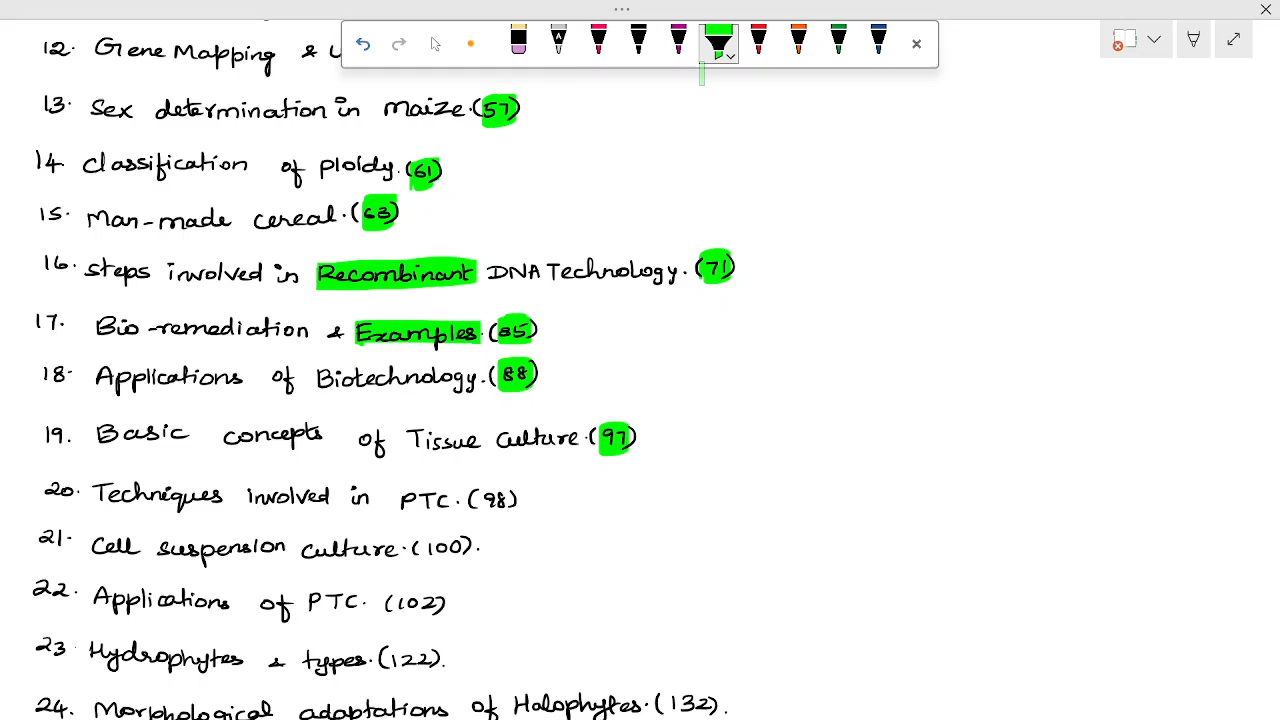 12. Gene Mapping &
13. Sex determination in Maize. (57)
14. Classification of Ploidy. (61)
15. Man-made cereal. (63)
16. Steps involved in Recombinant DNA Technology. (71)
17. Bio-remediation & Examples. (85)
18. Applications of Biotechnology. (88)
19. Basic concepts of Tissue Culture. (97)
20. Techniques involved in PTC. (98)
21. Cell suspension culture. (100).
22. Applications of PTC. (102)
23. Hydrophytes & types. (122).
24. Morphological adaptations of Halophytes. (132).